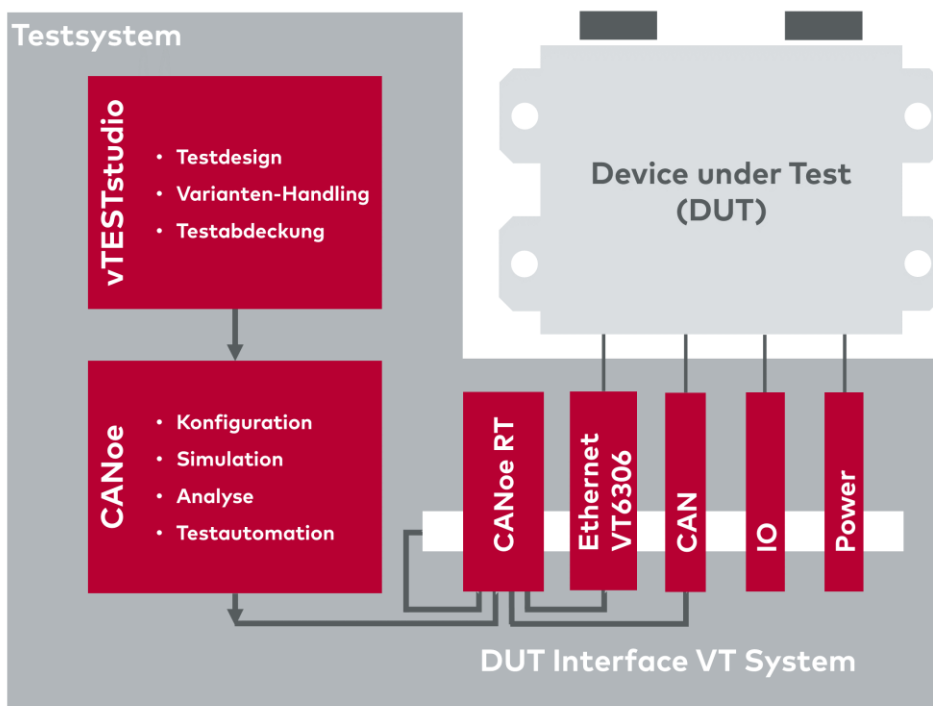 Testsystem
vTESTstudio
• Testdesign
• Varianten-Handling
• Testabdeckung
CANoe
• Konfiguration
• Simulation
• Analyse
• Testautomation
Device under Test
(DUT)
CANoe RT
Ethernet
VT6306
CAN
IO
Power
DUT Interface VT System